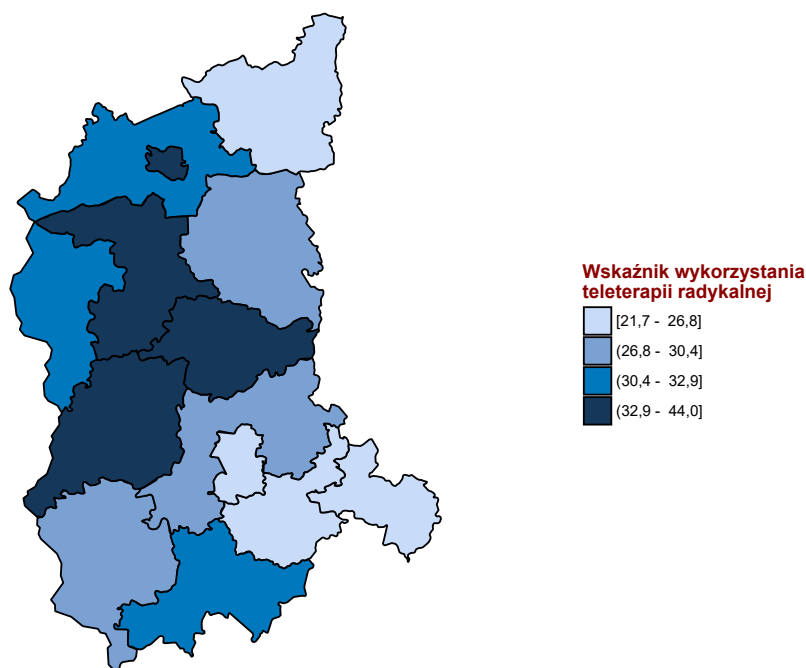 Wskaźnik wykorzystania
teleterapii radykalnej
[21,7 - 26,8]
(26,8 - 30,4]
(30,4 - 32,9]
(32,9 - 44,0]